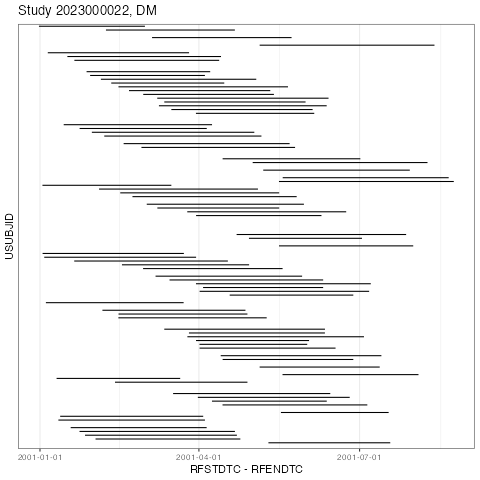 Study 2023000022, DM
USUBJID
2001-01-01
2001-04-01
2001-07-01
RFSTDTC - RFENDTC